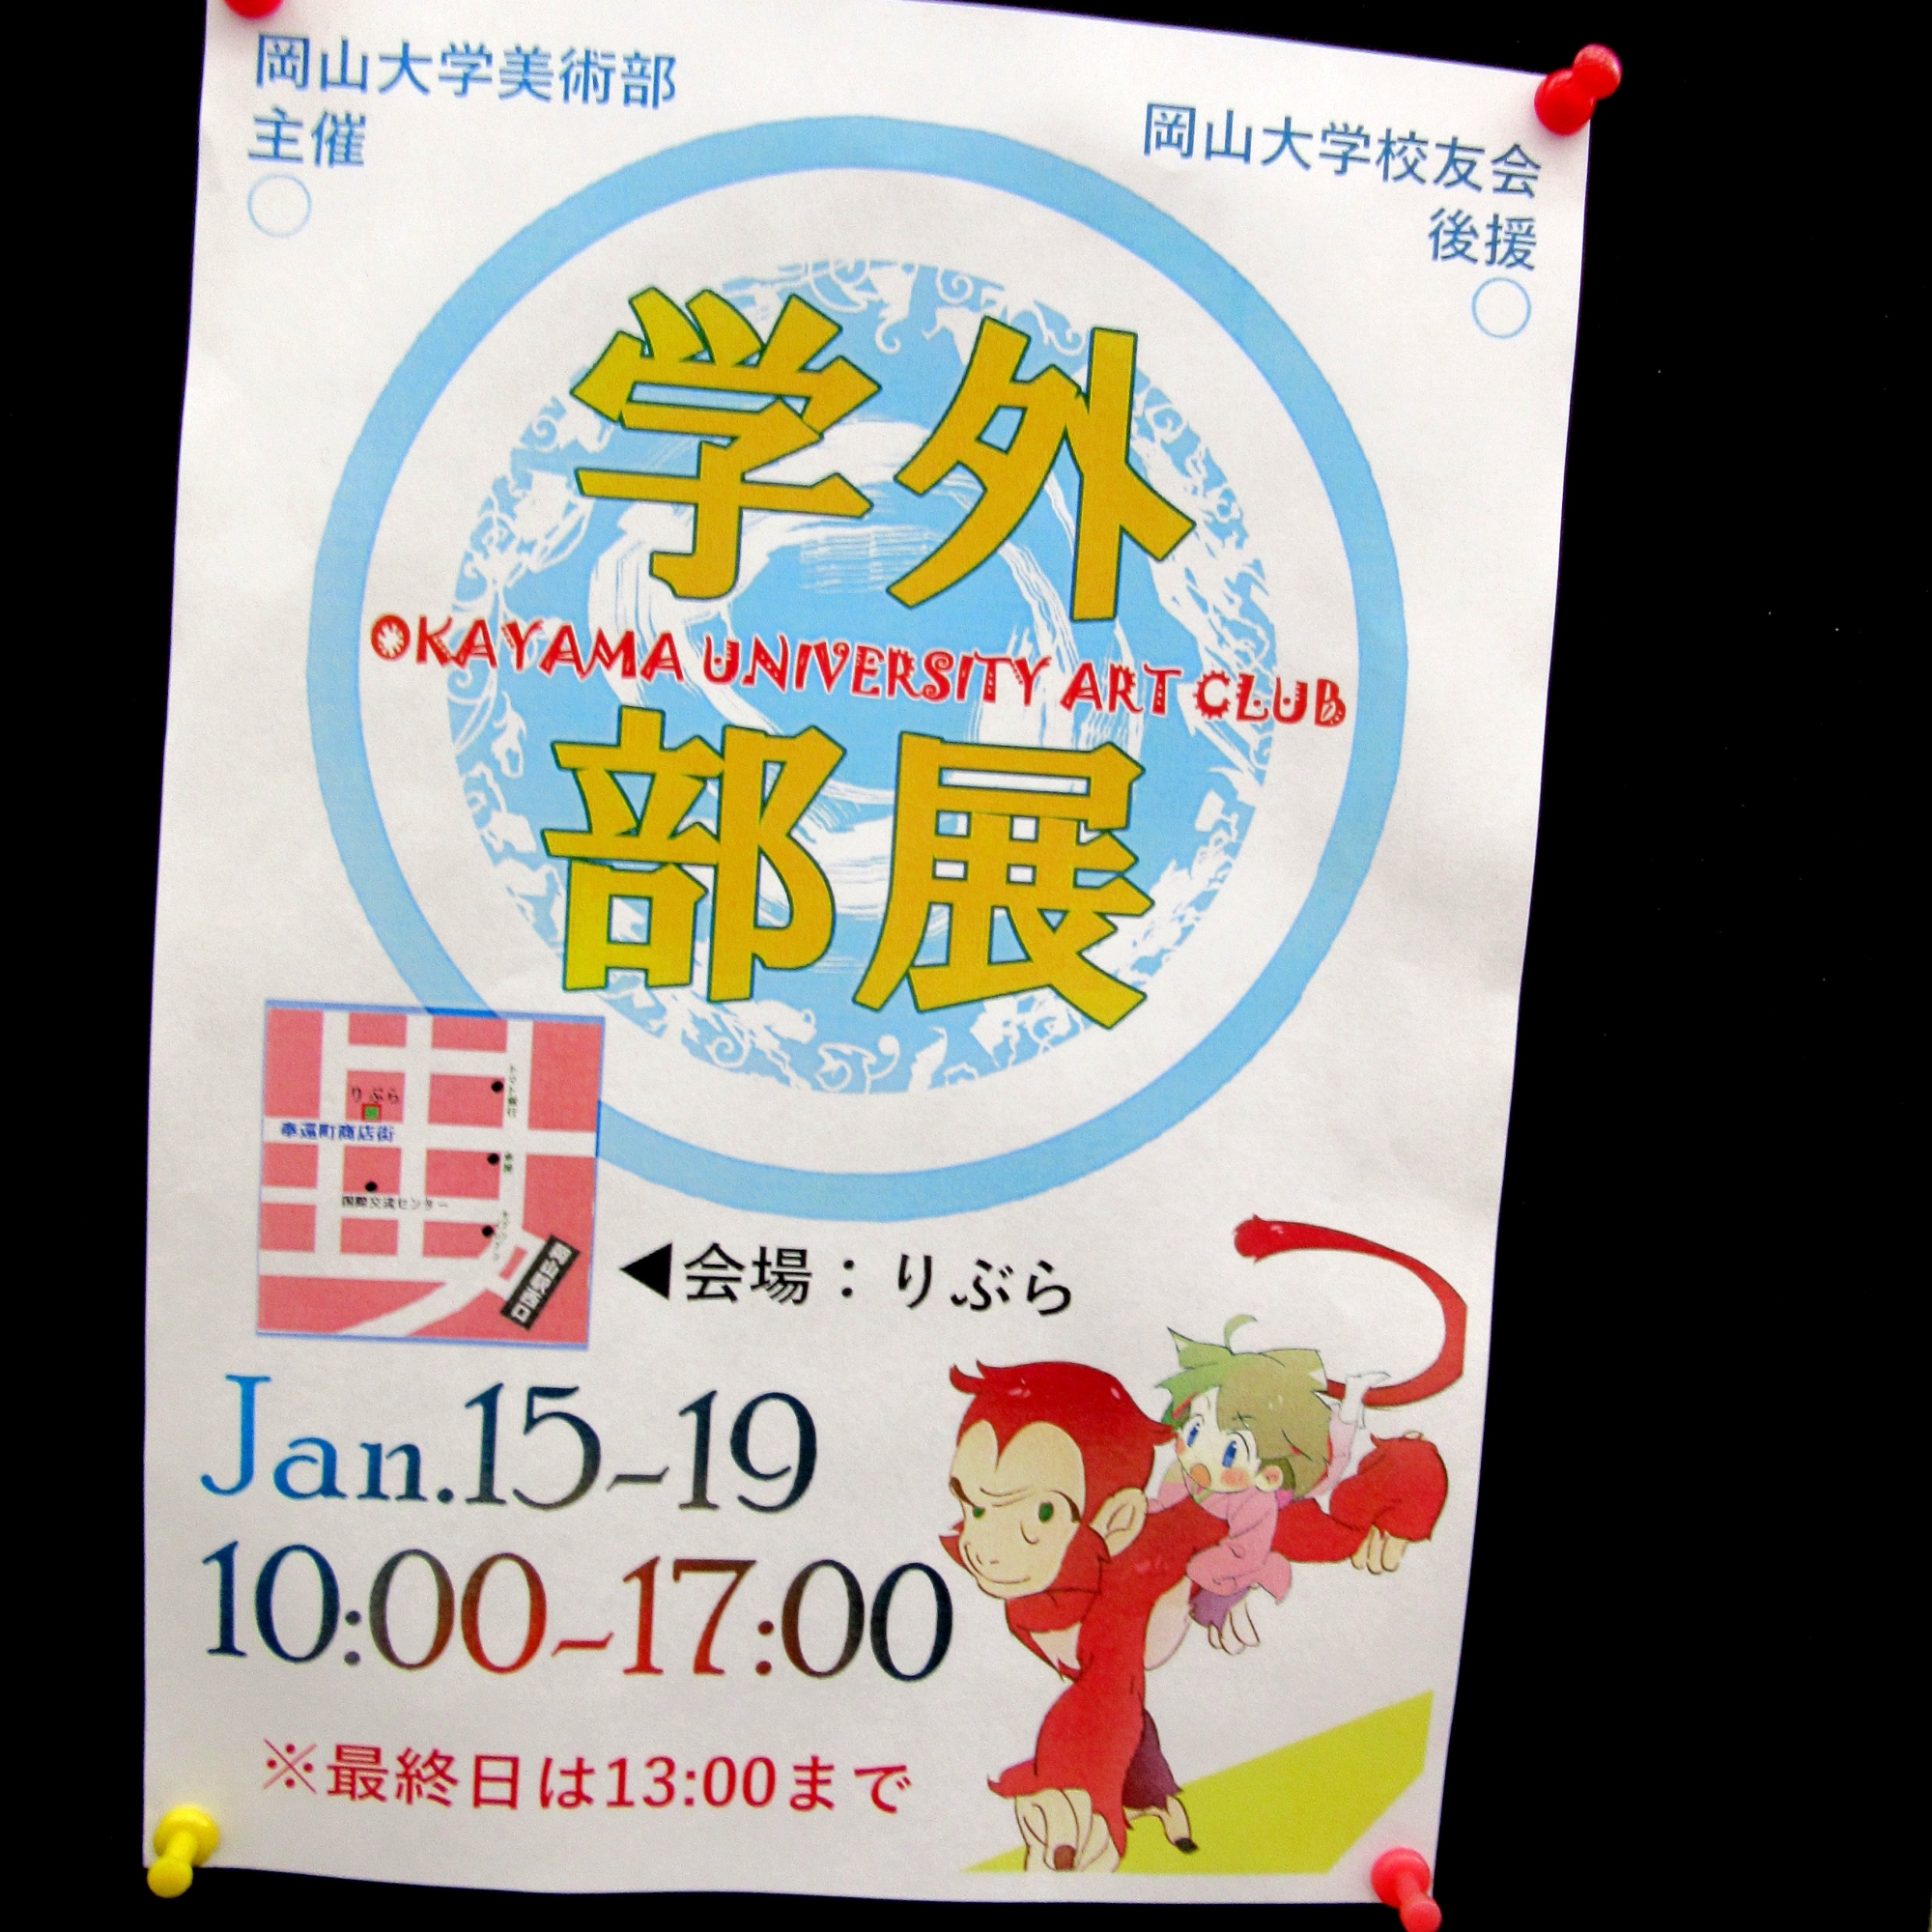 岡山大学美術部
主催
○
岡山大学校友会
後援
○
学外
OKAYAMA UNIVERSITY ART CLUB
部展
りぶら
奉還町商店街
国際交流センター
◀会場：りぶら
Jan.15-19
10:00-17:00
※最終日は13:00まで